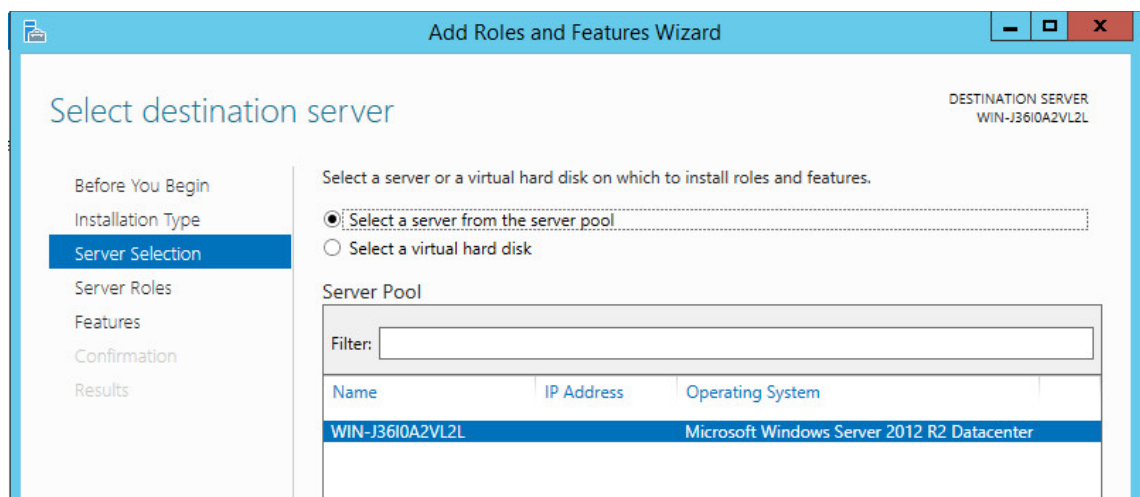 Add Roles and Features Wizard
Select destination server
DESTINATION SERVER
WIN-J36I0A2VL2L
Before You Begin
Installation Type
Server Selection
Server Roles
Features
Confirmation
Results
Select a server or a virtual hard disk on which to install roles and features.
Select a server from the server pool
Select a virtual hard disk
Server Pool
Filter:
Name IP Address Operating System
WIN-J36I0A2VL2L Microsoft Windows Server 2012 R2 Datacenter